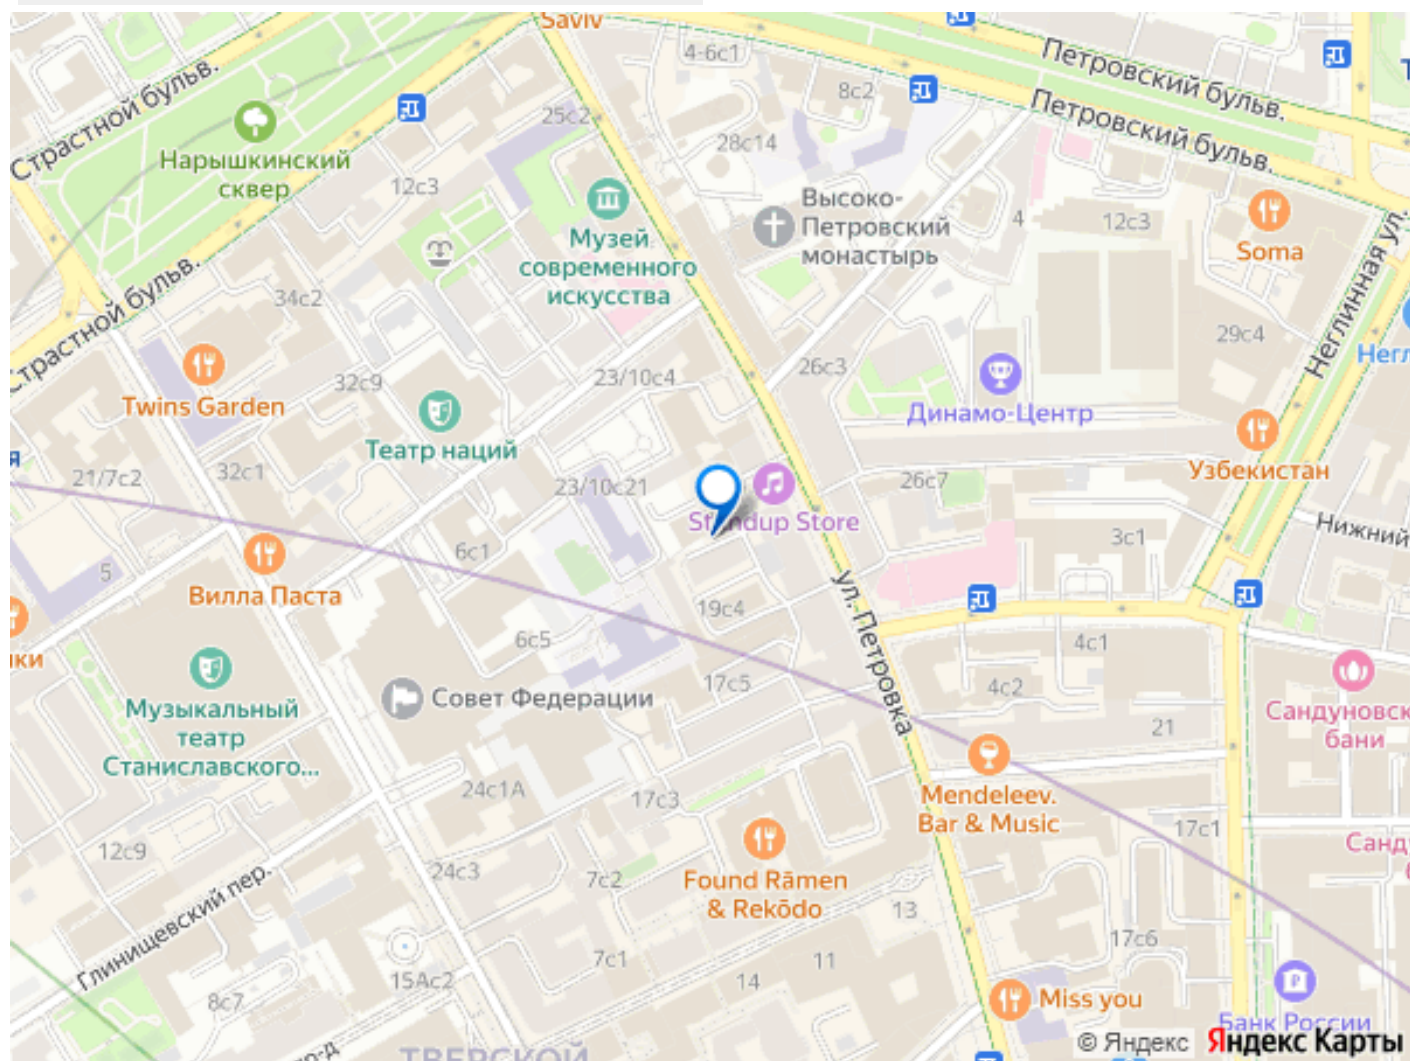 Saviv
4-6с1
Петровский бульв.
Страстной бульв.
8с2
Петровский бульв.
25с2
28с14
Нарышкинский
сквер
12с3
Высоко-
Петровский
монастырь
4
12с3
Soma
Музей
современного
искусства
Страстной бульв.
34с2
Неглинная ул.
29с4
Twins Garden
32с9
23/10с4
26с3
Динамо-Центр
Театр наций
21/7с2
32с1
23/10с21
26с7
Узбекистан
Standup Store
Нижний
3с1
6с1
5
Вилла Паста
19с4
ул. Петровка
6с5
4с1
17с5
4с2
Совет Федерации
Музыкальный
театр
Станиславского...
21
Сандуновск
бани
24с1А
17с3
Mendeleev.
Bar & Music
17с1
12с9
24с3
7с2
Found Rāmen
& Rekōdo
Глинищевский пер.
13
17с6
7с1
11
15Ас2
14
8с7
Miss you
Банк России
ТВЕРСКОЙ
© Яндекс Яндекс Карты